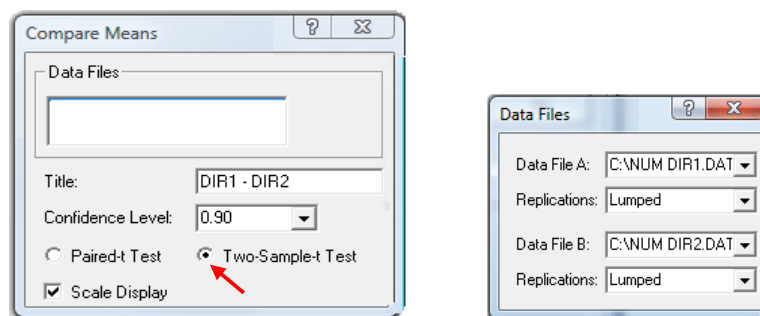 Compare Means
Data Files
Title: DIR1 - DIR2
Confidence Level: 0.90
Paired-t Test Two-Sample-t Test
Scale Display
Data Files
Data File A: C:\NUM DIR1.DAT
Replications: Lumped
Data File B: C:\NUM DIR2.DAT
Replications: Lumped